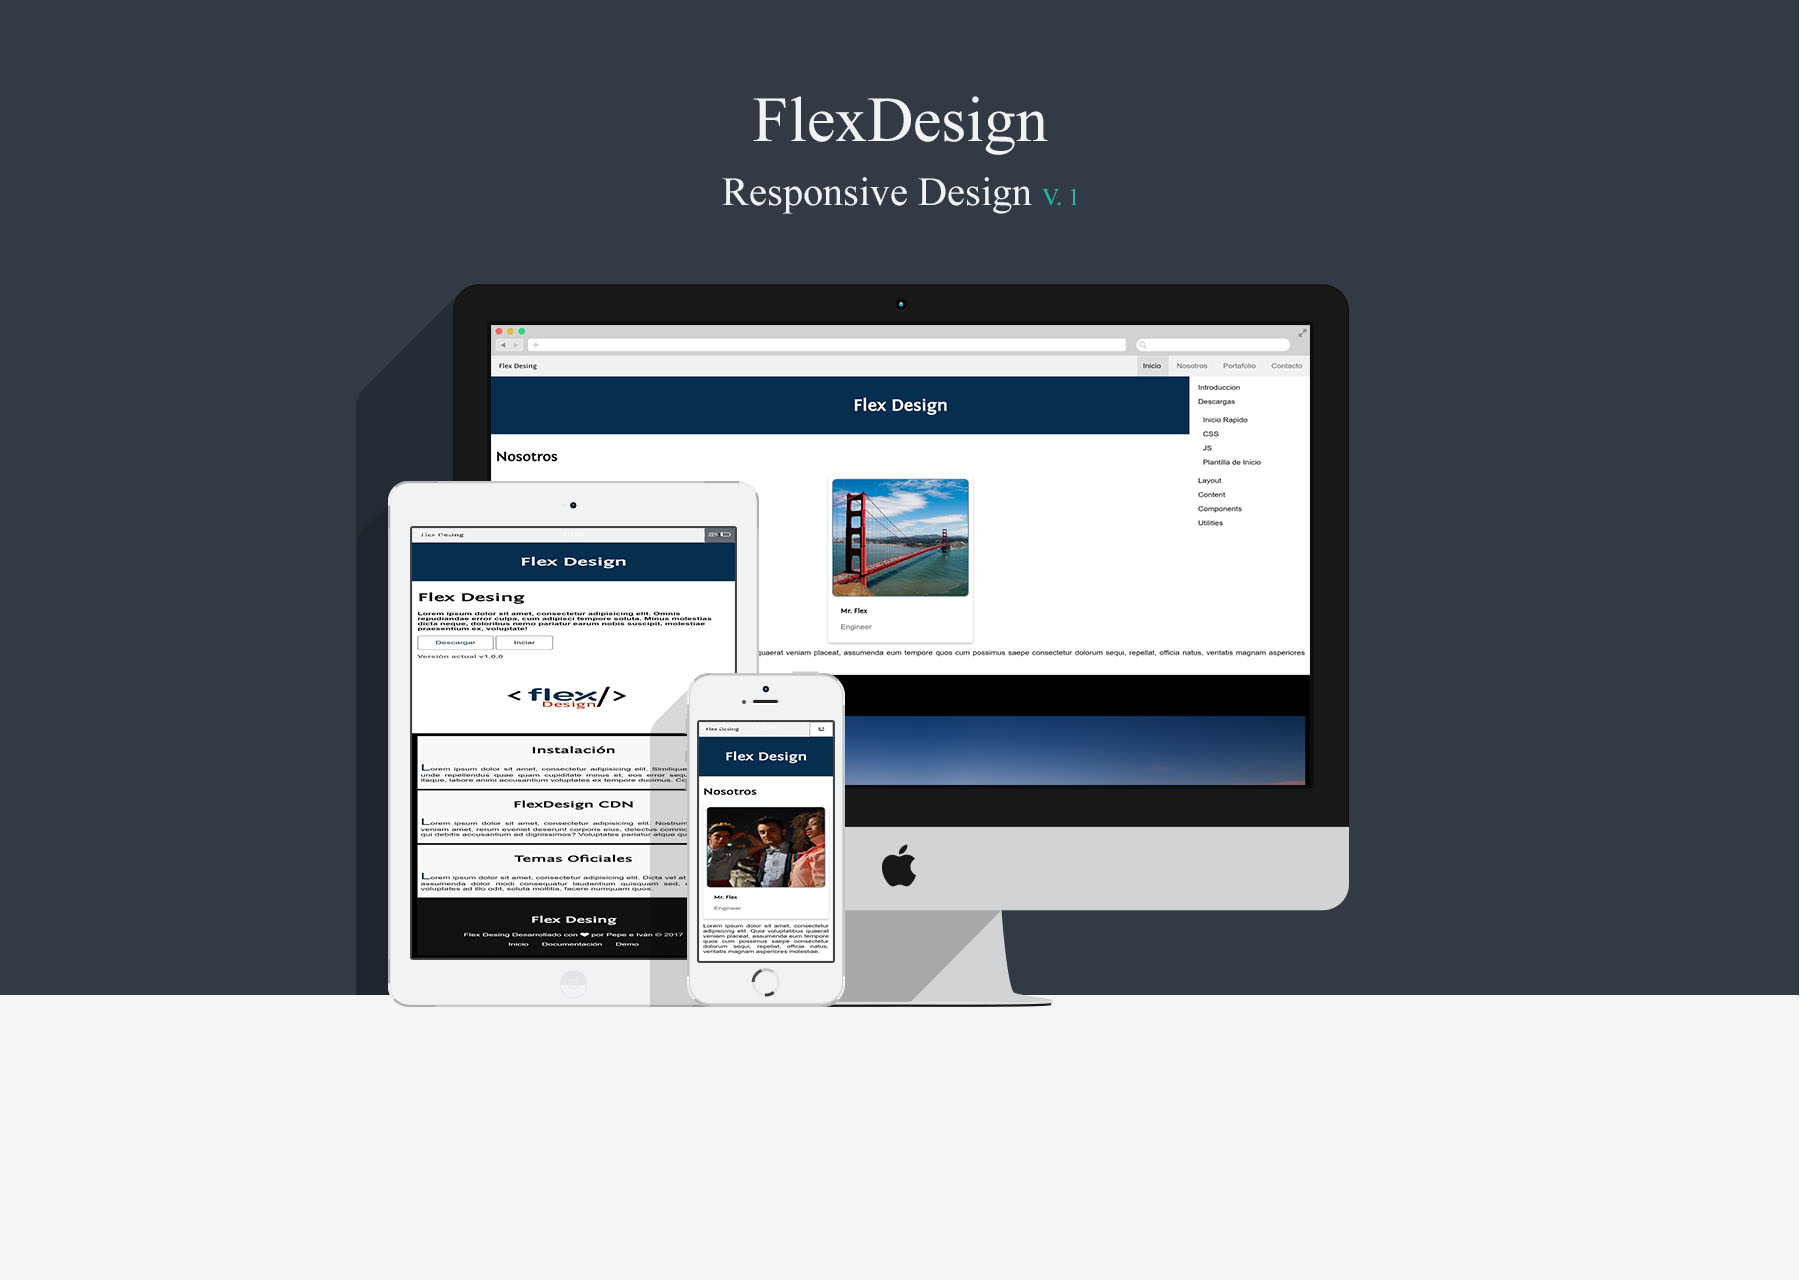 FlexDesign
Responsive Design V. 1
Flex Desing
Inicio Nosotros Portafolio Contacto
Flex Design
Introduccion
Descargas
Inicio Rapido
CSS
JS
Plantilla de Inicio
Layout
Content
Components
Utilities
Nosotros
Mr. Flex
Engineer
quaerat veniam placeat, assumenda eum tempore quos cum possimus saepe consectetur dolorum sequi, repellat, officia natus, veritatis magnam asperiores
Flex Desing
22%
Flex Design
Flex Desing
Lorem ipsum dolor sit amet, consectetur adipisicing elit. Omnis
repudiandae error culpa, cum adipisci tempore soluta. Minus molestias
dicta neque, doloribus nemo pariatur earum nobis suscipit, molestiae
praesentium ex, voluptate!
Descargar Inciar
Versión actual v1.0.0
< flex/>
Design
Instalación
Lorem ipsum dolor sit amet, consectetur adipisicing elit. Similique
unde repellendus quae quam cupiditate minus et, eos error sequ
itaque, labore animi accusantium voluptates ex tempore ducimus. Co
FlexDesign CDN
Lorem ipsum dolor sit amet, consectetur adipisicing elit. Nostrum
veniam amet, rerum eveniet deserunt corporis eius, delectus commo
qui debitis accusantium ad dignissimos? Voluptates pariatur atque qu
Temas Oficiales
Lorem ipsum dolor sit amet, consectetur adipisicing elit. Dicta vel at
assumenda dolor modi consequatur laudantium quisquam sed,
voluptates ad illo odit, soluta mollitia, facere numquam quos.
Flex Desing
Flex Desing Desarrollado con ❤ por Pepe e Iván © 2017
Inicio Documentación Demo
Flex Desing
Flex Design
Nosotros
Mr. Flex
Engineer
Lorem ipsum dolor sit amet, consectetur
adipisicing elit. Quia voluptatibus quaerat
veniam placeat, assumenda eum tempore
quos cum possimus saepe consectetur
dolorum sequi, repellat, officia natus,
veritatis magnam asperiores molestiae.